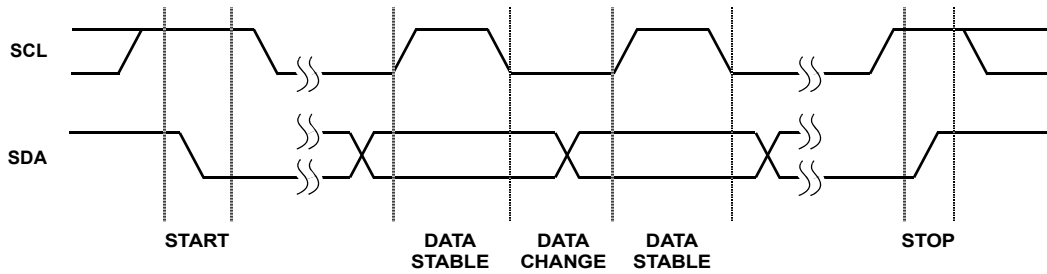 SCL
SDA
START
DATA
STABLE
DATA
CHANGE
DATA
STABLE
STOP